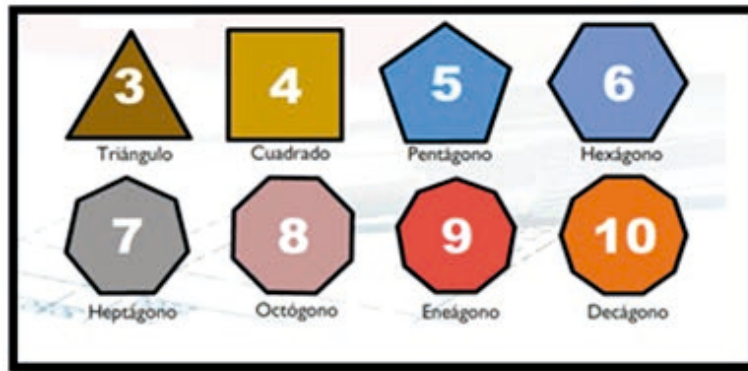 3 4 5 6
Triángulo Cuadrado Pentágono Hexágono
7 8 9 10
Heptágono Octógono Eneágono Decágono